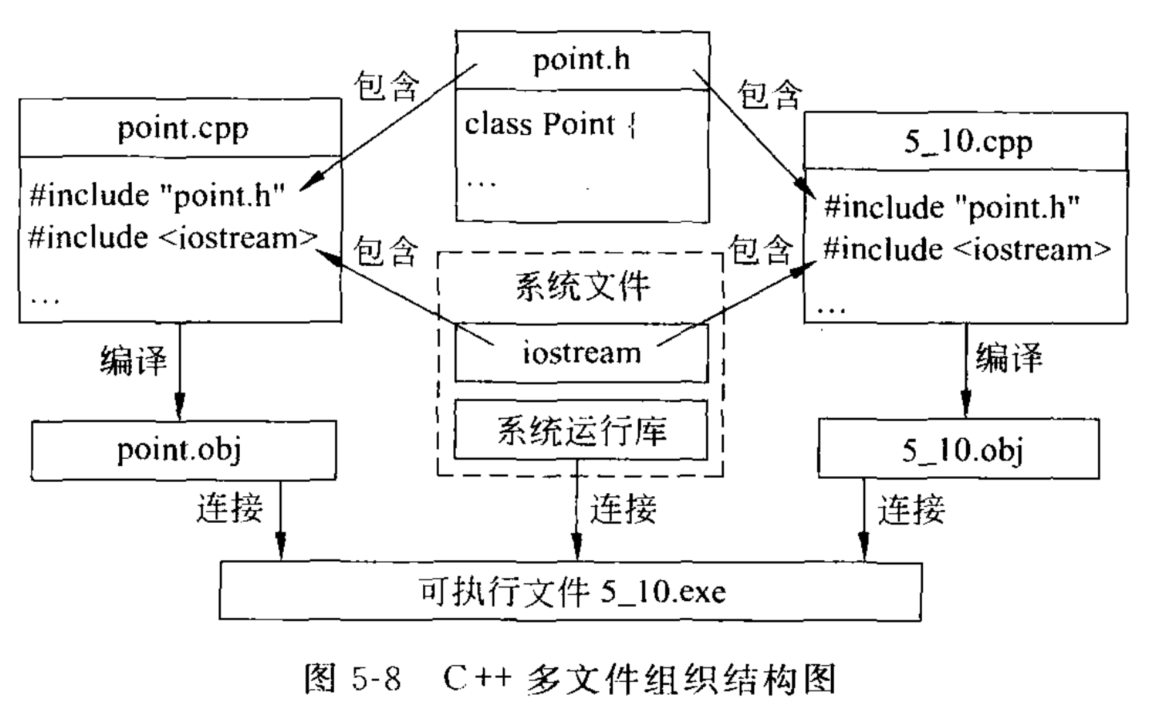 point.h
class Point {
...
包含
包含
point.cpp
#include "point.h"
#include <iostream>
...
5_10.cpp
#include "point.h"
#include <iostream>
...
包含
包含
系统文件
iostream
系统运行库
编译
编译
point.obj
5_10.obj
连接
连接
连接
可执行文件 5_10.exe
图 5-8 C++ 多文件组织结构图